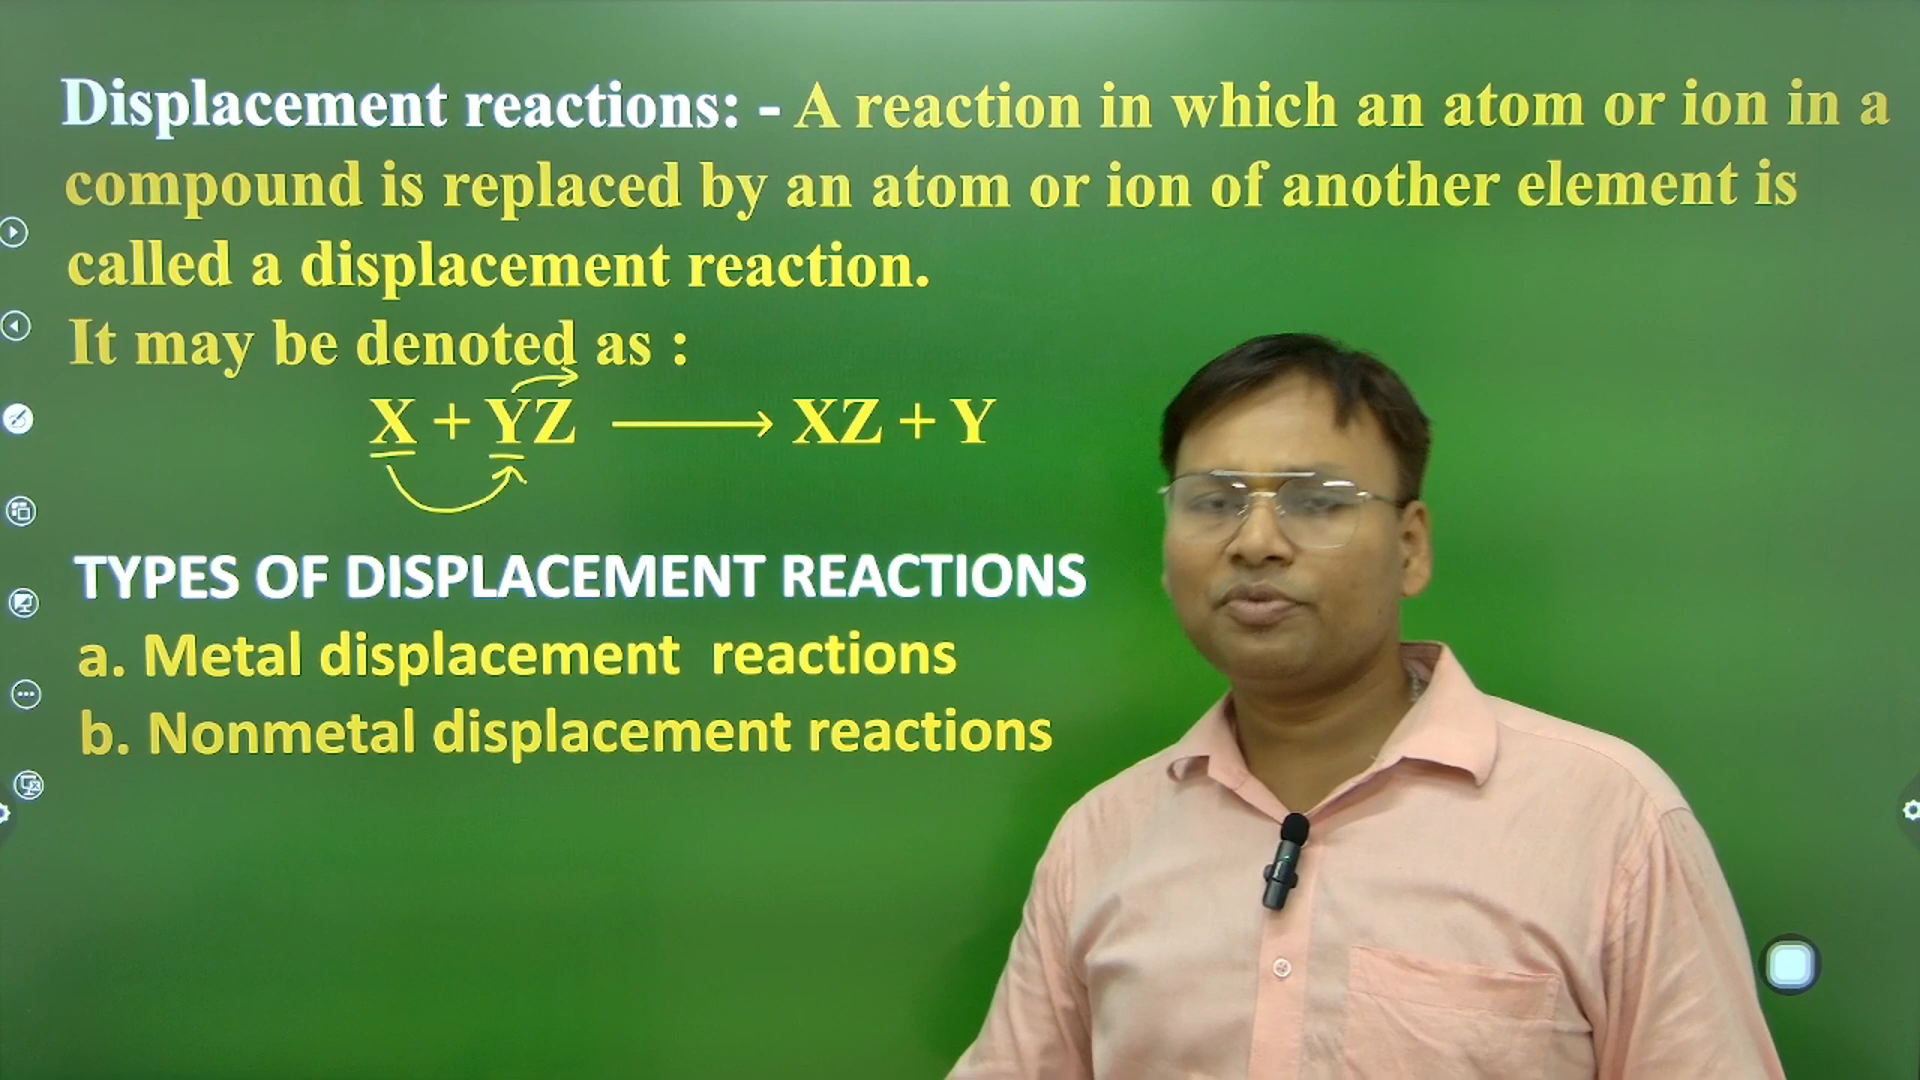 Displacement reactions: - A reaction in which an atom or ion in a
compound is replaced by an atom or ion of another element is
called a displacement reaction.
It may be denoted as :
X + YZ ⟶ XZ + Y
TYPES OF DISPLACEMENT REACTIONS
a. Metal displacement reactions
b. Nonmetal displacement reactions